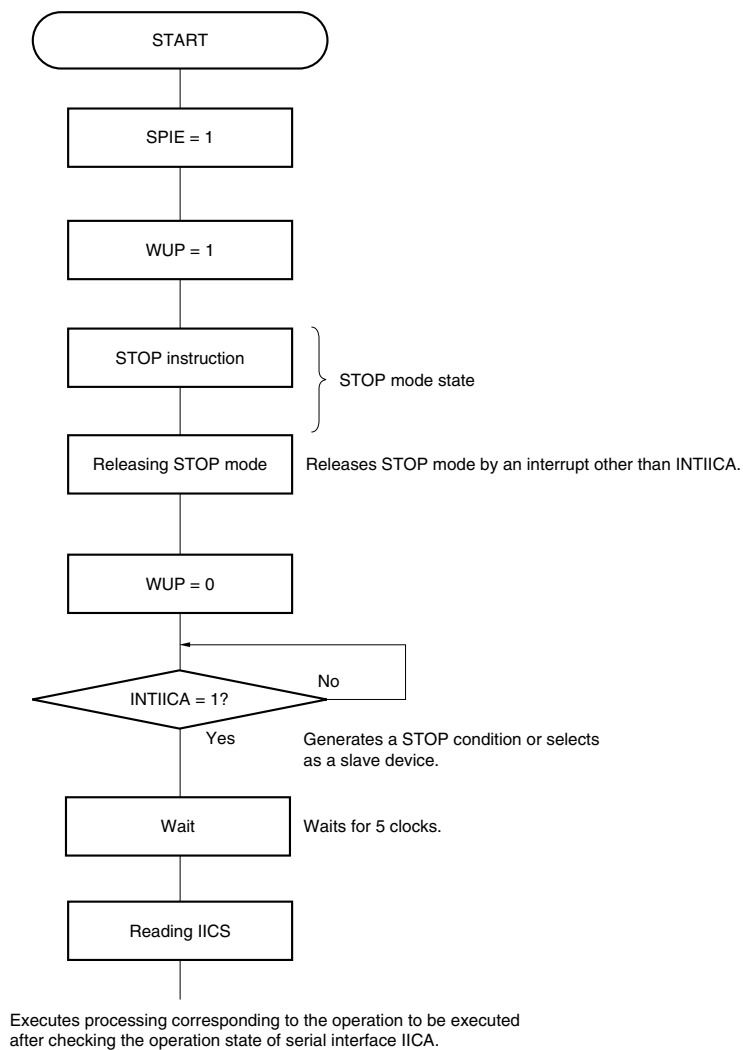 START
SPIE = 1
WUP = 1
STOP instruction
STOP mode state
Releasing STOP mode
Releases STOP mode by an interrupt other than INTIICA.
WUP = 0
No
INTIICA = 1?
Yes
Generates a STOP condition or selects
as a slave device.
Wait
Waits for 5 clocks.
Reading IICS
Executes processing corresponding to the operation to be executed
after checking the operation state of serial interface IICA.